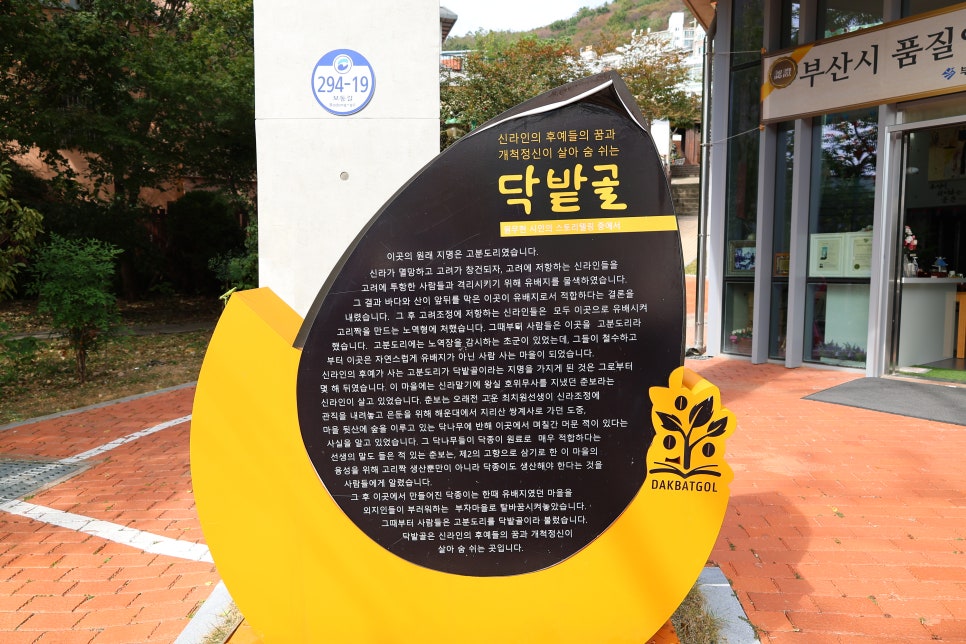 294-19
부용길
부산시 품질
신라인의 후예들의 꿈과
개척정신이 살아 숨 쉬는
닥밭골
시인의 스토리텔링 중에서
이곳의 원래 지명은 고분도리였습니다.
신라가 멸망하고 고려가 창건되자, 고려에 저항하는 신라인들을
고려에 투항한 사람들과 격리시키기 위해 유배지를 물색하였습니다.
그 결과 바다와 산이 앞뒤를 막은 이곳이 유배지로서 적합하다는 결론을
내렸습니다. 그 후 고려조정에 저항하는 신라인들은 모두 이곳으로 유배시켜
고리짝을 만드는 노역형에 처했습니다. 그때부터 사람들은 이곳을 고분도리라
했습니다. 고분도리에는 노역장을 감시하는 초군이 있었는데, 그들이 철수하고
부터 이곳은 자연스럽게 유배지가 아닌 사람 사는 마을이 되었습니다.
신라인의 후예가 사는 고분도리가 닥밭골이라는 지명을 가지게 된 것은 그로부터
몇 해 뒤였습니다. 이 마을에는 신라말기에 왕실 호위무사를 지냈던 춘보라는
신라인이 살고 있었습니다. 춘보는 오래전 고운 최치원선생이 신라조정에
관직을 내려놓고 은둔을 위해 해운대에서 지리산 쌍계사로 가던 도중,
마을 뒷산에 숲을 이루고 있는 닥나무에 반해 이곳에서 며칠간 머문 적이 있다는
사실을 알고 있었습니다. 그 닥나무들이 닥종이 원료로 매우 적합하다는
선생의 말도 들은 적 있는 춘보는, 제2의 고향으로 삼기로 한 이 마을의
융성을 위해 고리짝 생산뿐만이 아니라 닥종이도 생산해야 한다는 것을
사람들에게 알렸습니다.
그 후 이곳에서 만들어진 닥종이는 한때 유배지였던 마을을
외지인들이 부러워하는 부자마을로 탈바꿈시켜놓았습니다.
그때부터 사람들은 고분도리를 닥밭골이라 불렀습니다.
닥밭골은 신라인의 후예들의 꿈과 개척정신이
살아 숨 쉬는 곳입니다.
DAKBATGOL